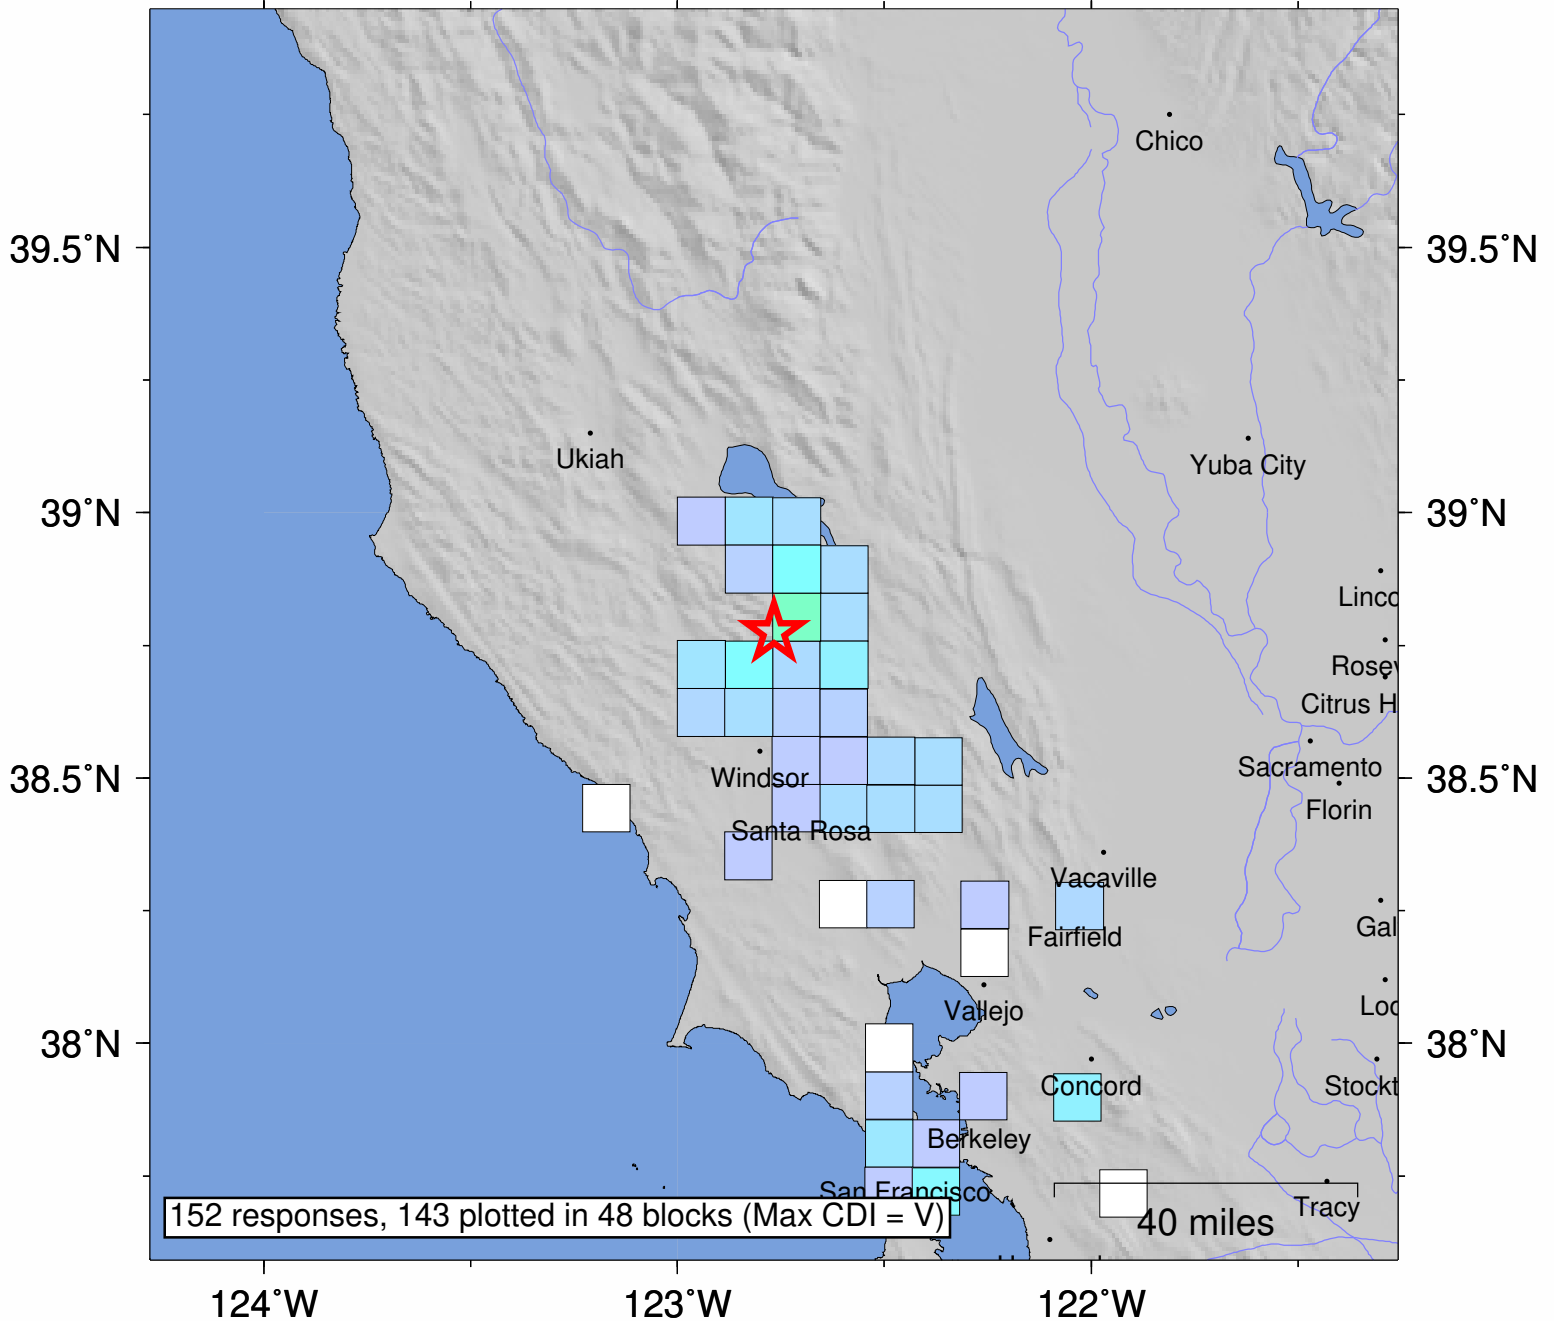 Chico
39.5°N
39.5°N
Ukiah
Yuba City
39°N
39°N
Linco
Rosev
Citrus H
Sacramento
38.5°N
38.5°N
Windsor
Florin
Santa Rosa
Vacaville
Gal
Fairfield
Vallejo
Loc
38°N
38°N
Concord
Stockt
Berkeley
San Francisco
Tracy
152 responses, 143 plotted in 48 blocks (Max CDI = V)
40 miles
124°W
123°W
122°W